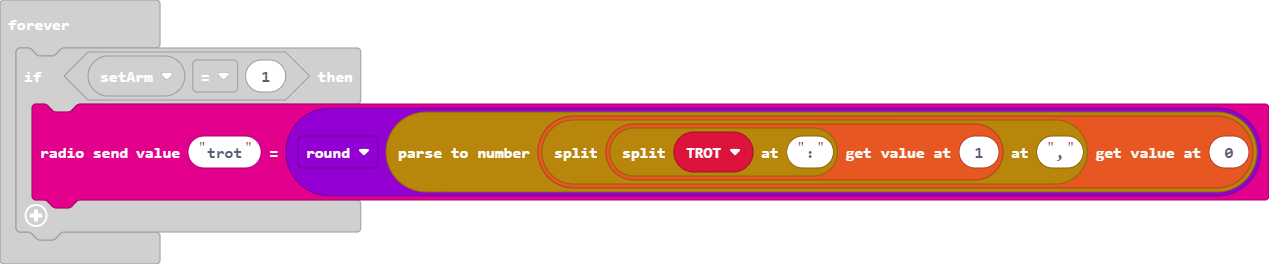 forever
if setArm = 1 then
radio send value "trot" = round parse to number split split TROT at ":" get value at 1 at "," get value at 0